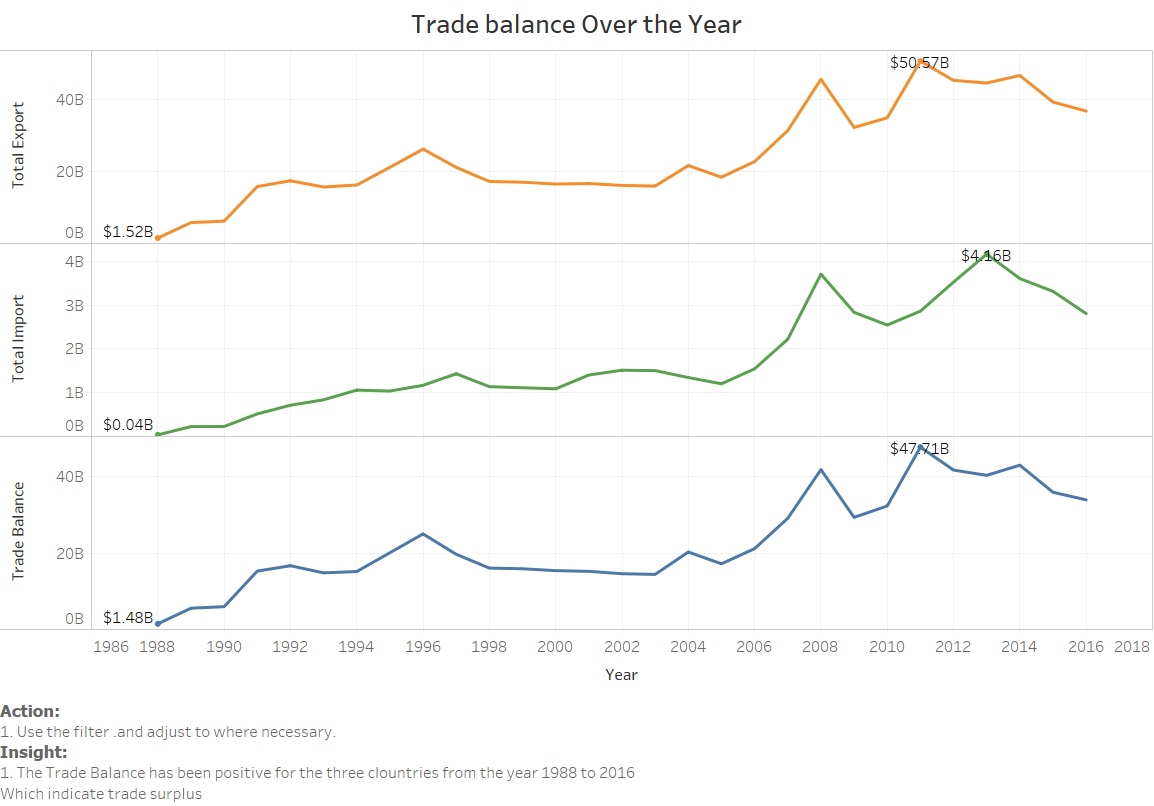 Trade balance Over the Year
Total Export
40B
20B
0B
$50.57B
$1.52B
Total Import
4B
3B
2B
1B
0B
$4.16B
$0.04B
Trade Balance
40B
20B
0B
$47.71B
$1.48B
1986 1988 1990 1992 1994 1996 1998 2000 2002 2004 2006 2008 2010 2012 2014 2016 2018
Year
Action:
1. Use the filter .and adjust to where necessary.
Insight:
1. The Trade Balance has been positive for the three clountries from the year 1988 to 2016
Which indicate trade surplus